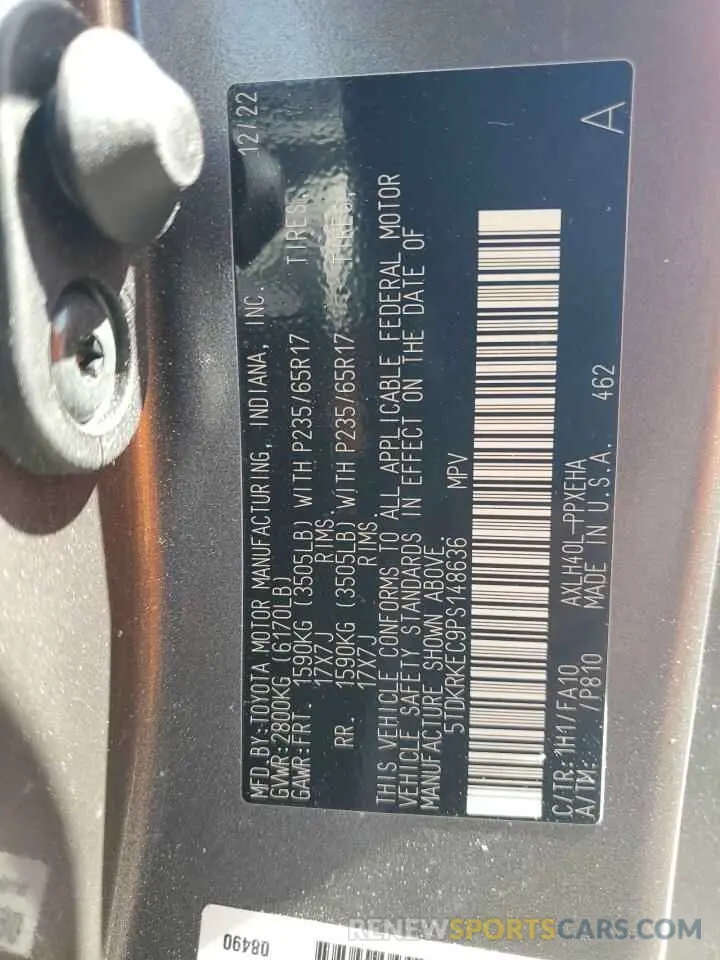 MFD.BY:TOYOTA MOTOR MANUFACTURING, INDIANA, INC. 12/22
GVWR:2800KG (6170LB)
GAWR:FRT. 1590KG (3505LB) WITH P235/65R17 TIRES,
17X7J RIMS.
RR. 1590KG (3505LB) WITH P235/65R17 TIRES,
17X7J RIMS.
THIS VEHICLE CONFORMS TO ALL APPLICABLE FEDERAL MOTOR
VEHICLE SAFETY STANDARDS IN EFFECT ON THE DATE OF
MANUFACTURE SHOWN ABOVE.
5TDKRKEC9PS148636 MPV
C/TR:1H1/FA10 AXLH40L-PPXEHA
A/TM: /P810 MADE IN U.S.A. 462
A
08490
RENEWSPORTSCARS.COM